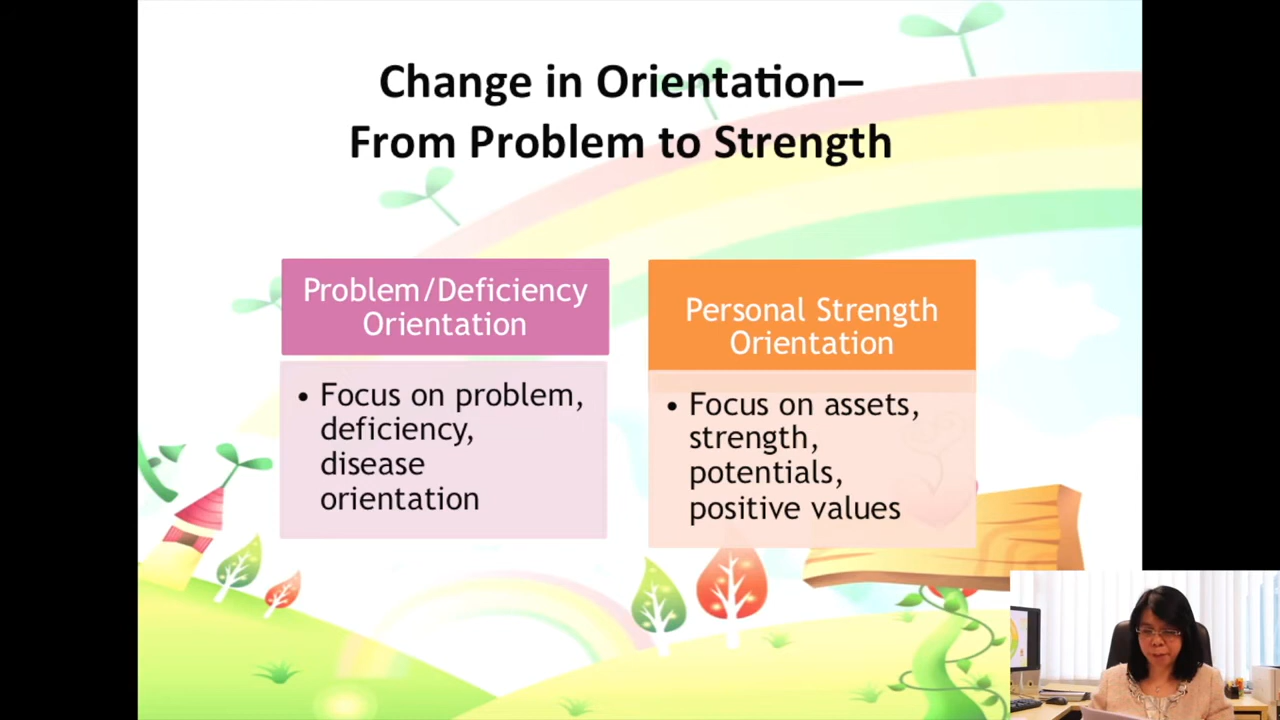 Change in Orientation–
From Problem to Strength
Problem/Deficiency
Orientation
• Focus on problem,
deficiency,
disease
orientation
Personal Strength
Orientation
• Focus on assets,
strength,
potentials,
positive values